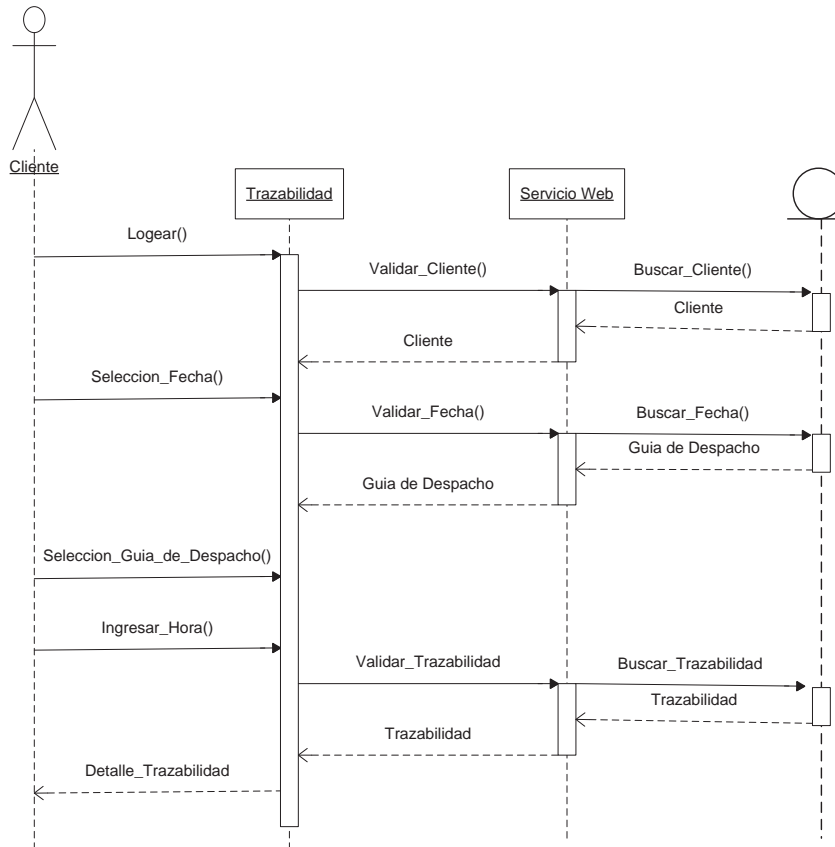 Cliente
Trazabilidad
Servicio Web
Logear()
Validar_Cliente()
Buscar_Cliente()
Cliente
Cliente
Seleccion_Fecha()
Validar_Fecha()
Buscar_Fecha()
Guia de Despacho
Guia de Despacho
Seleccion_Guia_de_Despacho()
Ingresar_Hora()
Validar_Trazabilidad
Buscar_Trazabilidad
Trazabilidad
Trazabilidad
Detalle_Trazabilidad